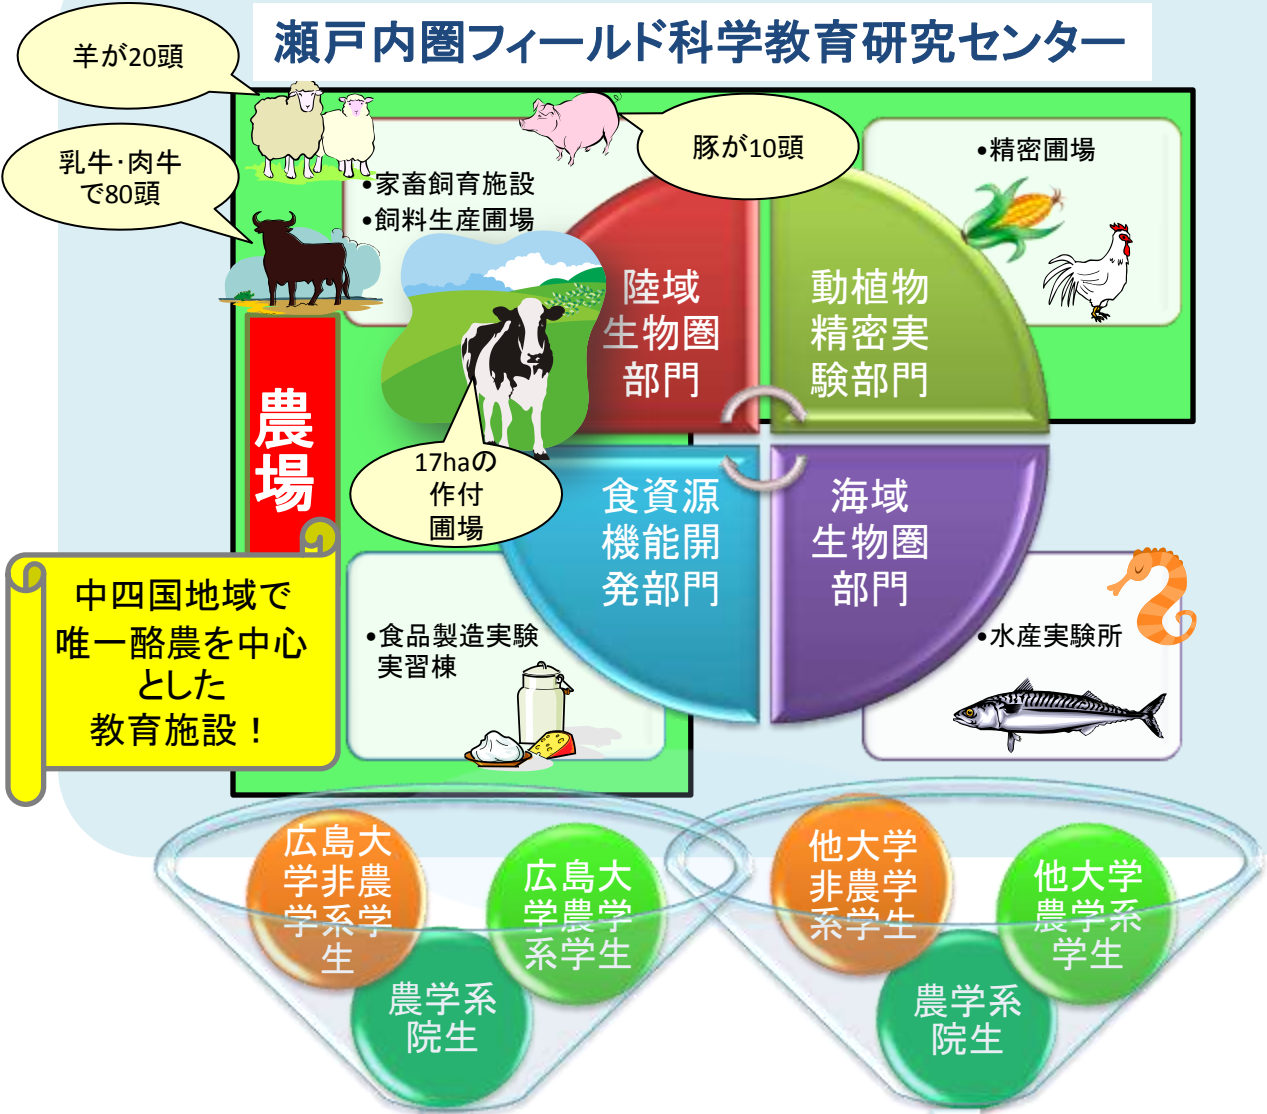 瀬戸内圏フィールド科学教育研究センター
羊が20頭
乳牛・肉牛
で80頭
豚が10頭
•家畜飼育施設
•飼料生産圃場
•精密圃場
陸域
生物圏
部門
動植物
精密実
験部門
農
場
17haの
作付
圃場
食資源
機能開
発部門
海域
生物圏
部門
中四国地域で
唯一酪農を中心
とした
教育施設！
•食品製造実験
実習棟
•水産実験所
広島大
学非農
学系学
生
広島大
学農学
系学生
農学系
院生
他大学
非農学
系学生
他大学
農学系
学生
農学系
院生